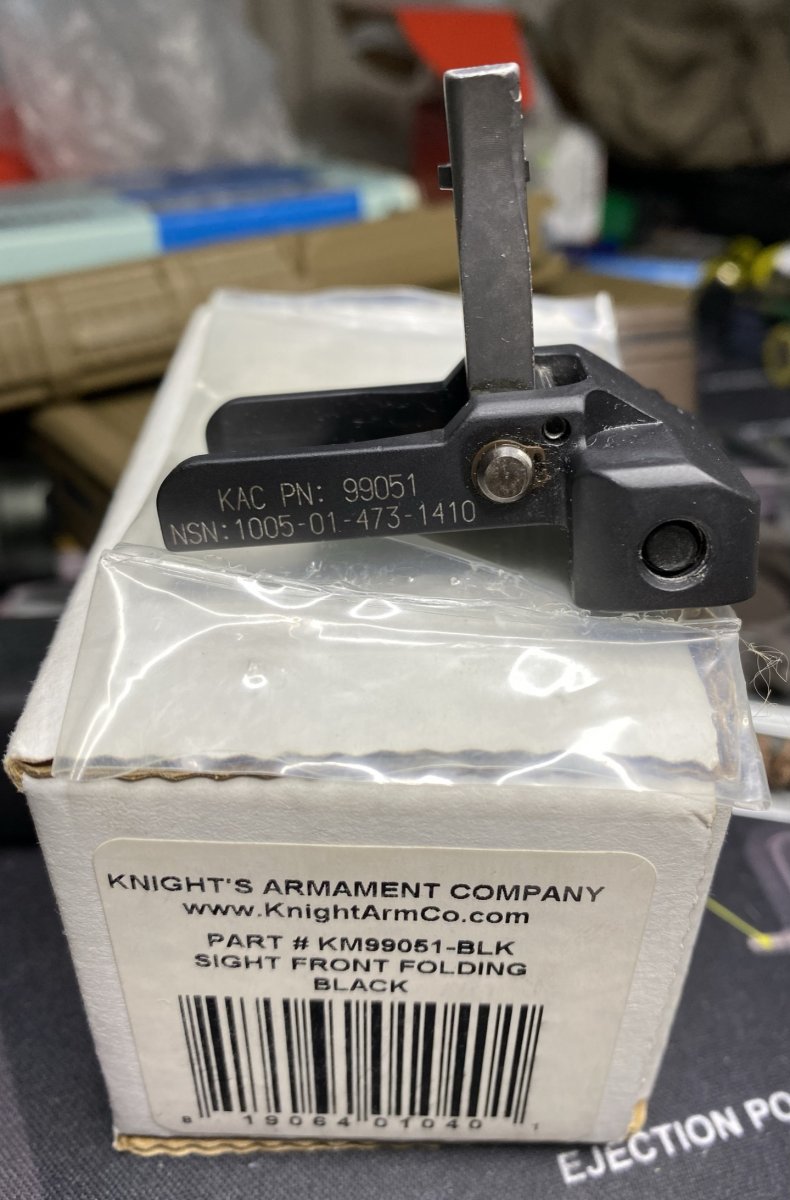 KAC PN: 99051
NSN:1005-01-473-1410
KNIGHT'S ARMAMENT COMPANY
www.KnightArmCo.com
PART # KM99051-BLK
SIGHT FRONT FOLDING
BLACK
8 19064 01040 1
EJECTION PO